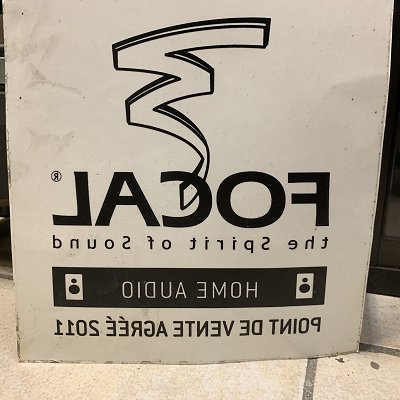 FOCAL®
the Spirit of Sound
HOME AUDIO
POINT DE VENTE AGRÉÉ 2011